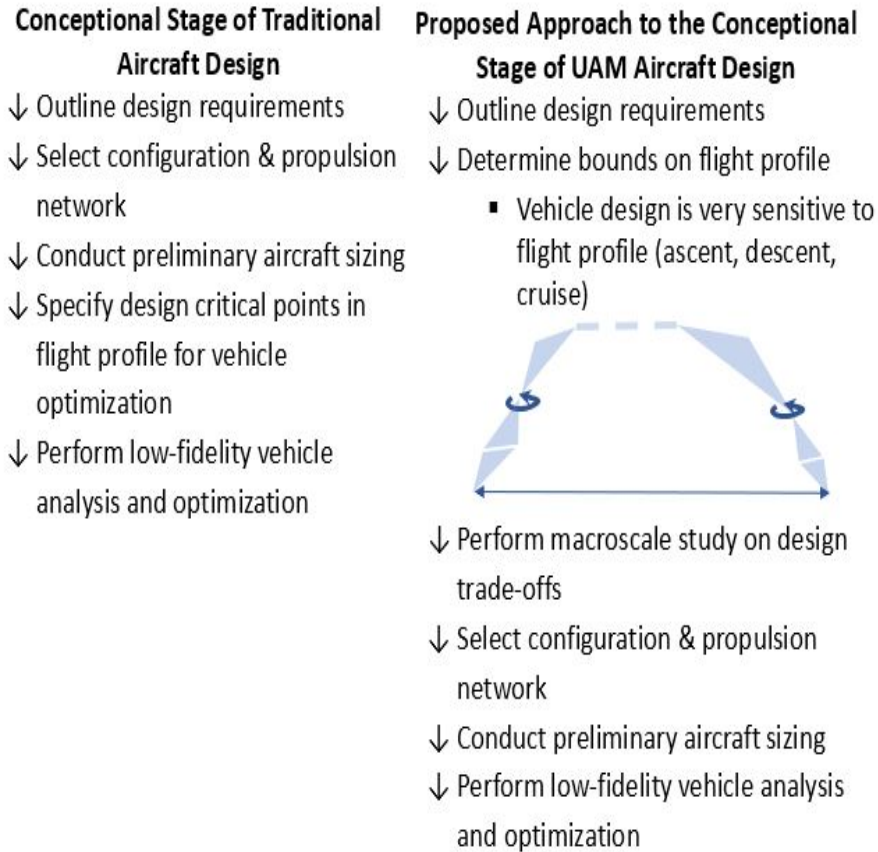 Conceptional Stage of Traditional
Aircraft Design
↓ Outline design requirements
↓ Select configuration & propulsion
network
↓ Conduct preliminary aircraft sizing
↓ Specify design critical points in
flight profile for vehicle
optimization
↓ Perform low-fidelity vehicle
analysis and optimization
Proposed Approach to the Conceptional
Stage of UAM Aircraft Design
↓ Outline design requirements
↓ Determine bounds on flight profile
▪ Vehicle design is very sensitive to
flight profile (ascent, descent,
cruise)
↓ Perform macroscale study on design
trade-offs
↓ Select configuration & propulsion
network
↓ Conduct preliminary aircraft sizing
↓ Perform low-fidelity vehicle analysis
and optimization